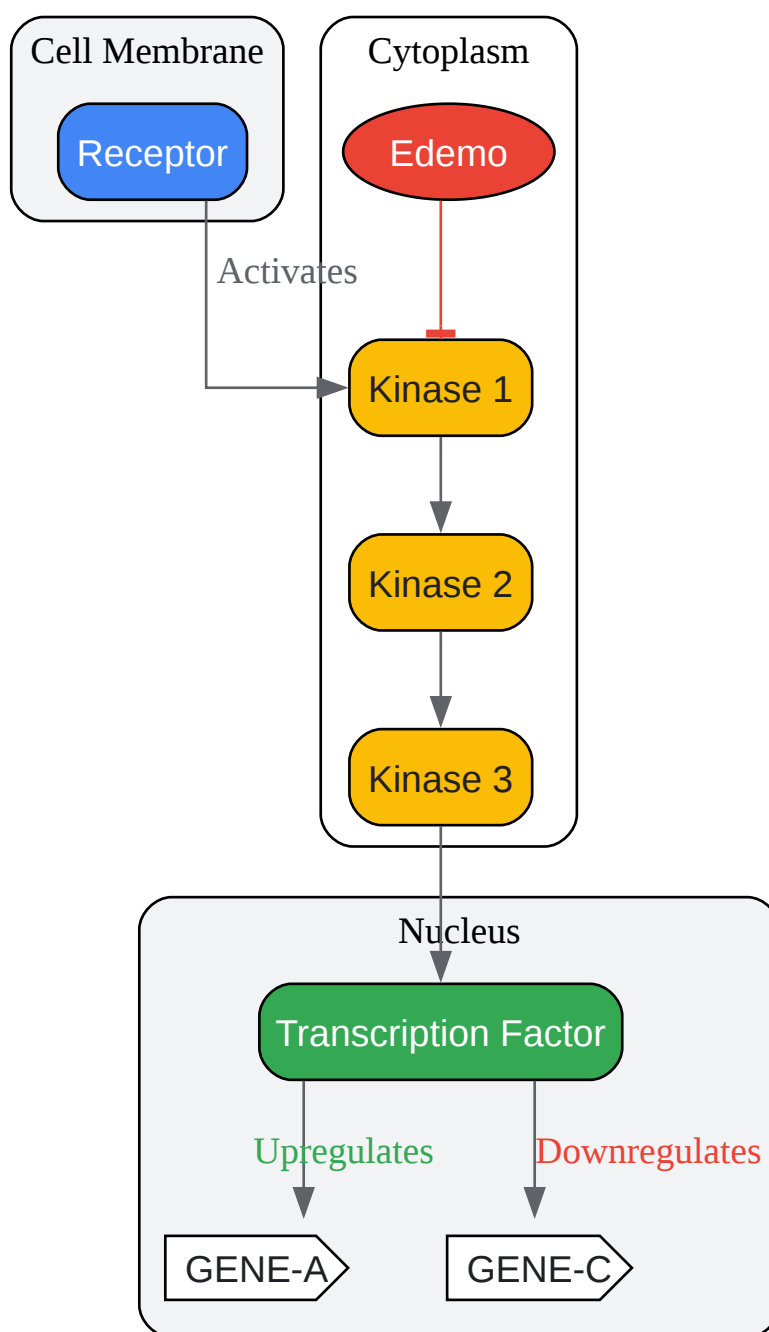 Cell Membrane
Cytoplasm
Receptor
Edemo
Activates
Kinase 1
Kinase 2
Kinase 3
Nucleus
Transcription Factor
Upregulates
Downregulates
GENE-A
GENE-C